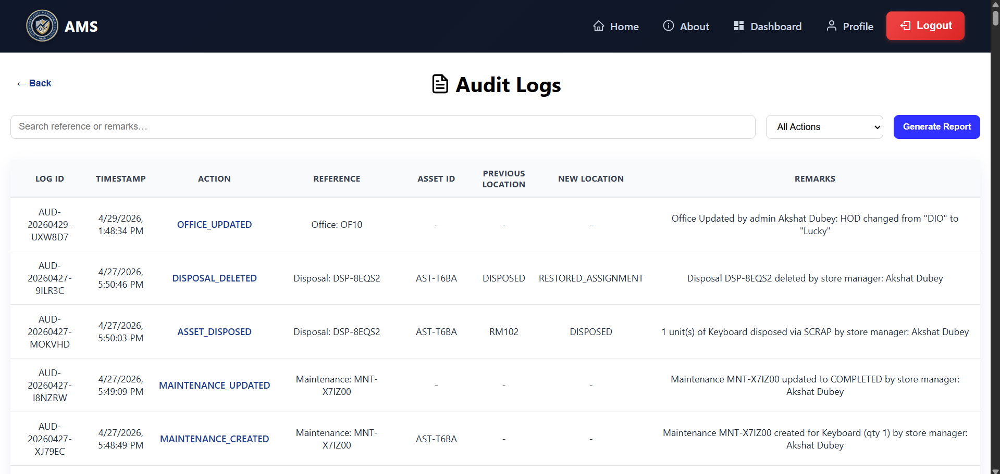 AMS
Home
About
Dashboard
Profile
Logout
← Back
Audit Logs
Search reference or remarks…
All Actions
Generate Report
LOG ID
TIMESTAMP
ACTION
REFERENCE
ASSET ID
PREVIOUS
LOCATION
NEW LOCATION
REMARKS
AUD-
20260429-
UXW8D7
4/29/2026,
1:48:34 PM
OFFICE_UPDATED
Office: OF10
-
-
-
Office Updated by admin Akshat Dubey: HOD changed from "DIO" to
"Lucky"
AUD-
20260427-
9ILR3C
4/27/2026,
5:50:46 PM
DISPOSAL_DELETED
Disposal: DSP-8EQS2
AST-T6BA
DISPOSED
RESTORED_ASSIGNMENT
Disposal DSP-8EQS2 deleted by store manager: Akshat Dubey
AUD-
20260427-
MOKVHD
4/27/2026,
5:50:03 PM
ASSET_DISPOSED
Disposal: DSP-8EQS2
AST-T6BA
RM102
DISPOSED
1 unit(s) of Keyboard disposed via SCRAP by store manager: Akshat Dubey
AUD-
20260427-
I8NZRW
4/27/2026,
5:49:09 PM
MAINTENANCE_UPDATED
Maintenance: MNT-
X7IZ00
-
-
-
Maintenance MNT-X7IZ00 updated to COMPLETED by store manager:
Akshat Dubey
AUD-
20260427-
XJ79EC
4/27/2026,
5:48:49 PM
MAINTENANCE_CREATED
Maintenance: MNT-
X7IZ00
AST-T6BA
-
-
Maintenance MNT-X7IZ00 created for Keyboard (qty 1) by store manager:
Akshat Dubey